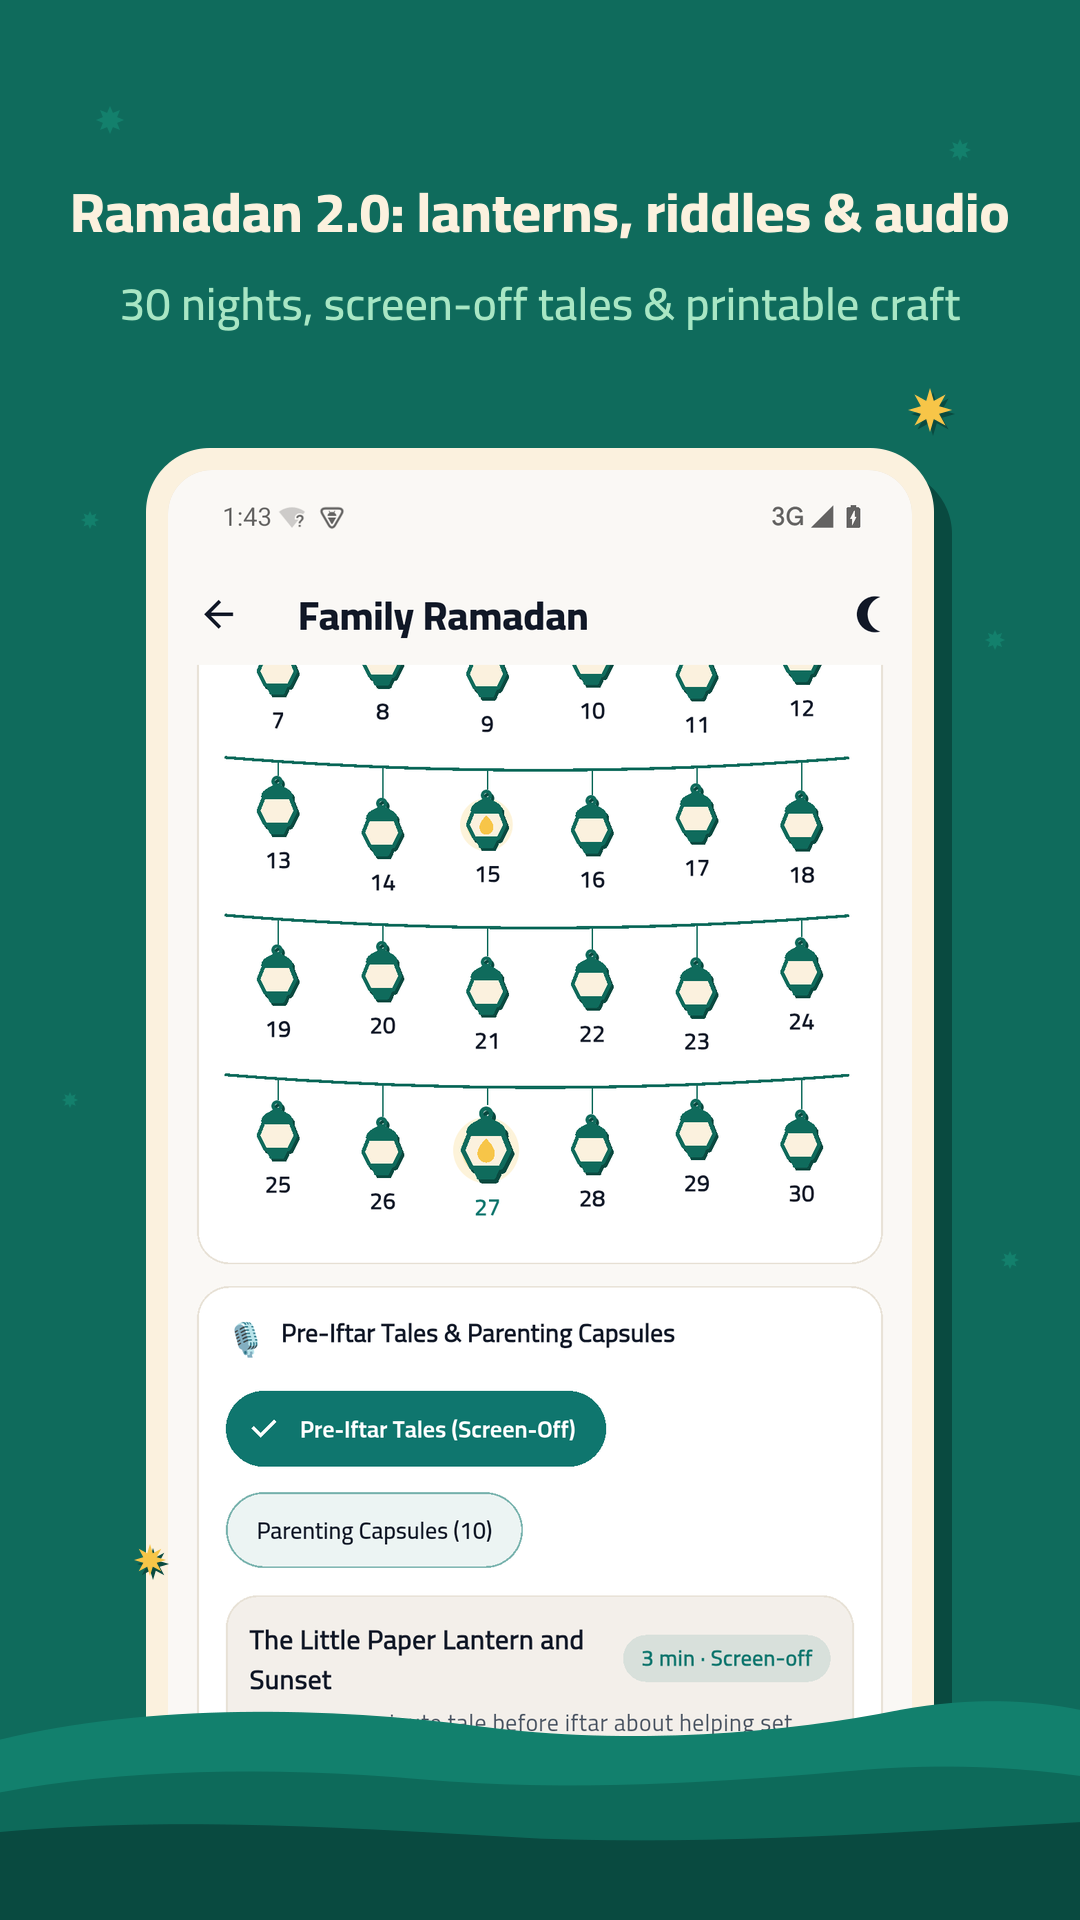 Ramadan 2.0: lanterns, riddles & audio
30 nights, screen-off tales & printable craft
1:43 ? 3G
Family Ramadan
7 8 9 10 11 12
13 14 15 16 17 18
19 20 21 22 23 24
25 26 27 28 29 30
Pre-Iftar Tales & Parenting Capsules
Pre-Iftar Tales (Screen-Off)
Parenting Capsules (10)
The Little Paper Lantern and
Sunset
3 min · Screen-off
tale before iftar about helping set